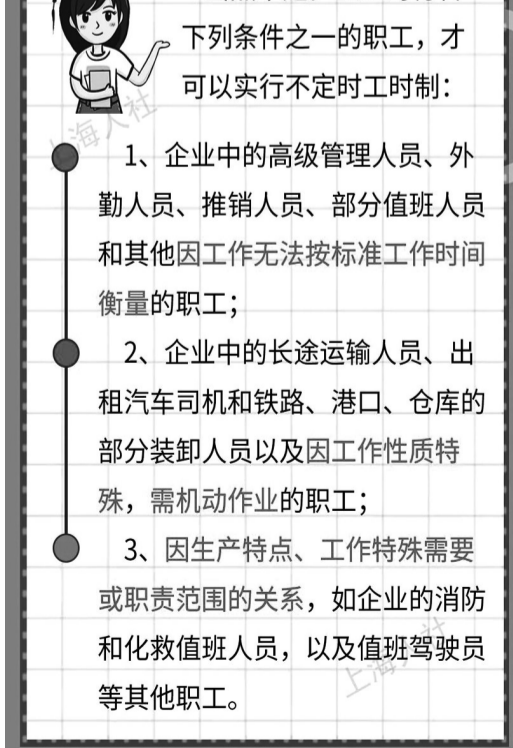 下列条件之一的职工，才
可以实行不定时工时制：
1、企业中的高级管理人员、外
勤人员、推销人员、部分值班人员
和其他因工作无法按标准工作时间
衡量的职工；
2、企业中的长途运输人员、出
租汽车司机和铁路、港口、仓库的
部分装卸人员以及因工作性质特
殊，需机动作业的职工；
3、因生产特点、工作特殊需要
或职责范围的关系，如企业的消防
和化救值班人员，以及值班驾驶员
等其他职工。
上海人社
上海人社